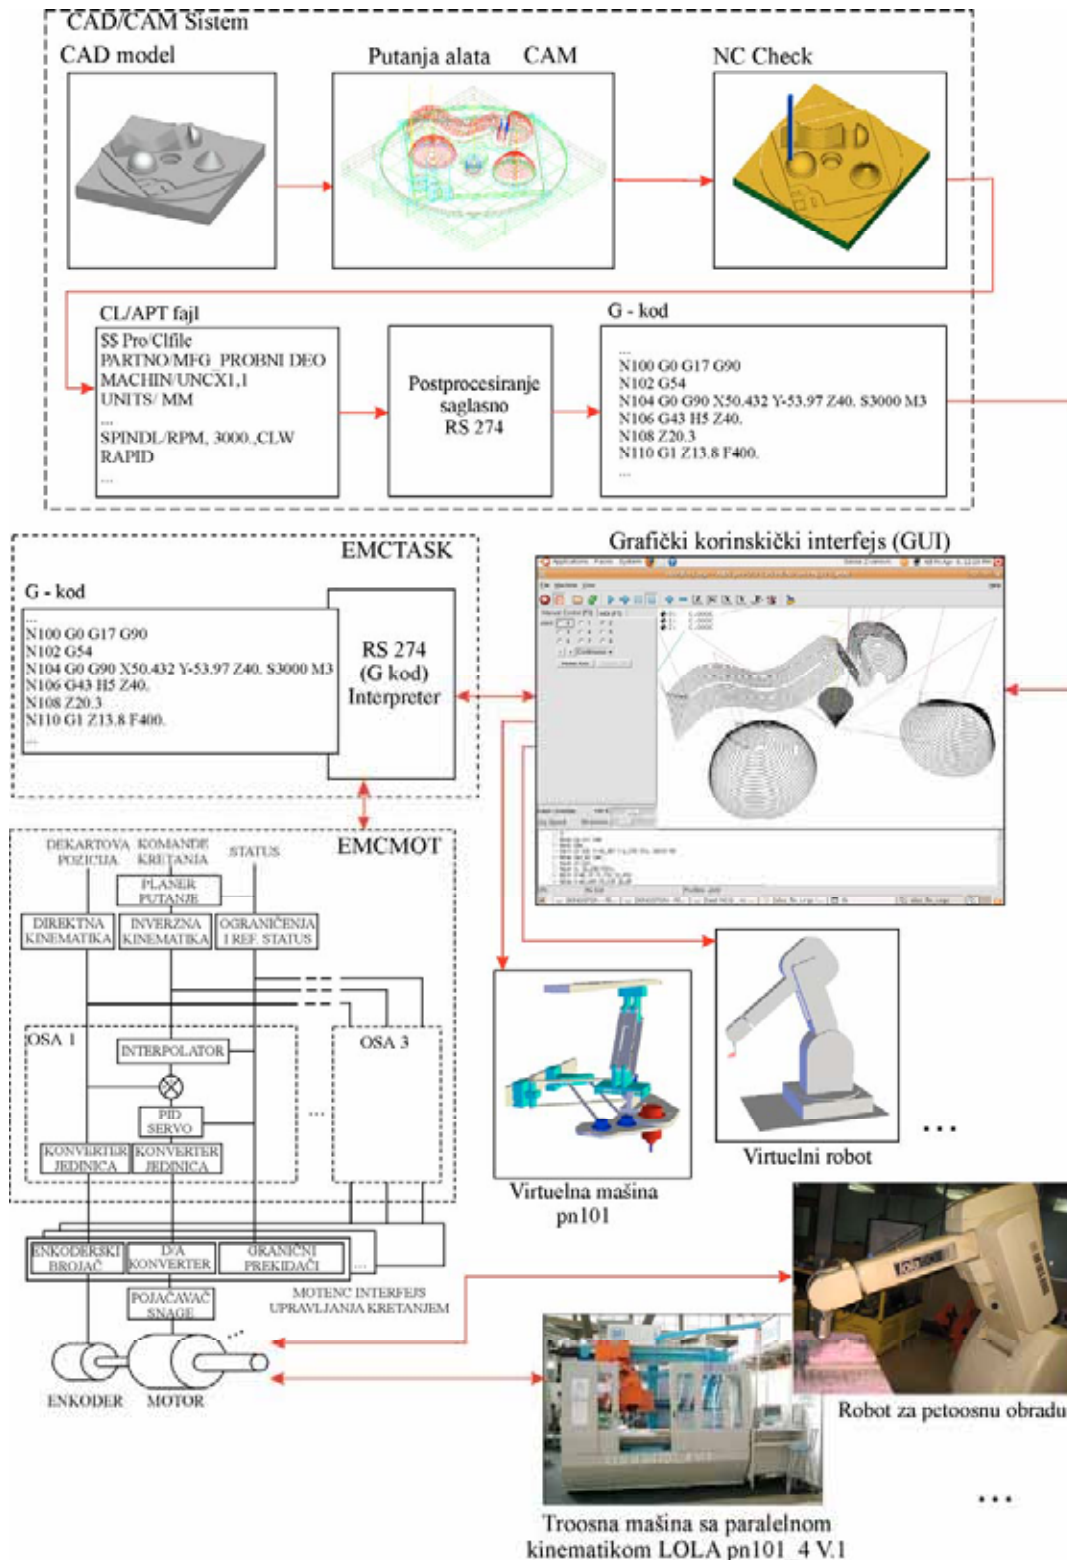 CAD/CAM Sistem
CAD model
Putanja alata CAM
NC Check
CL/APT fajl
$$ Pro/Clfile
PARTNO/MFG_PROBNI DEO
MACHIN/UNCX1,1
UNITS/ MM
...
SPINDL/RPM, 3000.,CLW
RAPID
...
Postprocesiranje
saglasno
RS 274
G - kod
...
N100 G0 G17 G90
N102 G54
N104 G0 G90 X50.432 Y-53.97 Z40. S3000 M3
N106 G43 H5 Z40.
N108 Z20.3
N110 G1 Z13.8 F400.
...
EMCTASK
G - kod
...
N100 G0 G17 G90
N102 G54
N104 G0 G90 X50.432 Y-53.97 Z40. S3000 M3
N106 G43 H5 Z40.
N108 Z20.3
N110 G1 Z13.8 F400.
...
RS 274
(G kod)
Interpreter
Grafički korinskički interfejs (GUI)
EMCMOT
DEKARTOVA
POZICIJA
KOMANDE
KRETANJA
STATUS
PLANER
PUTANJE
DIREKTNA
KINEMATIKA
INVERZNA
KINEMATIKA
OGRANIČENJA
I REF. STATUS
OSA 1
INTERPOLATOR
PID
SERVO
KONVERTER
JEDINICA
KONVERTER
JEDINICA
...
OSA 3
ENKODERSKI
BROJAČ
D/A
KONVERTER
GRANIČNI
PREKIDAČI
...
POJAČAVAČ
SNAGE
MOTENC INTERFEJS
UPRAVLJANJA KRETANJEM
ENKODER
MOTOR
Virtuelna mašina
pn101
Virtuelni robot
...
Robot za petoosnu obradu
Troosna mašina sa paralelnom
kinematikom LOLA pn101_4 V.1
...